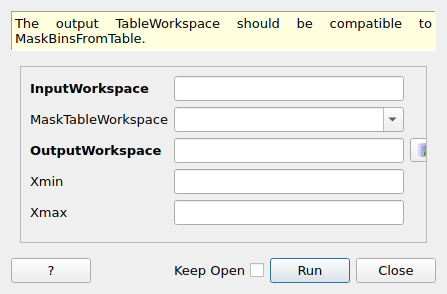 The output TableWorkspace should be compatible to
MaskBinsFromTable.
InputWorkspace
MaskTableWorkspace
OutputWorkspace
Xmin
Xmax
?
Keep Open
Run
Close